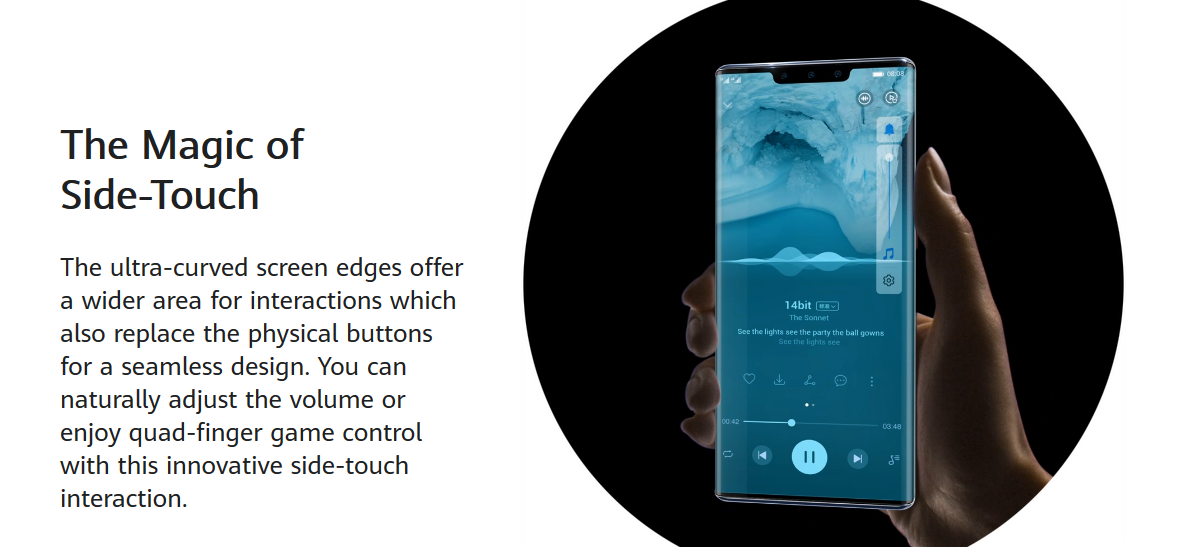 The Magic of
Side-Touch
The ultra-curved screen edges offer
a wider area for interactions which
also replace the physical buttons
for a seamless design. You can
naturally adjust the volume or
enjoy quad-finger game control
with this innovative side-touch
interaction.
08:08
14bit
The Sonnet
See the lights see the party the ball gowns
See the lights see
00:42
03:48